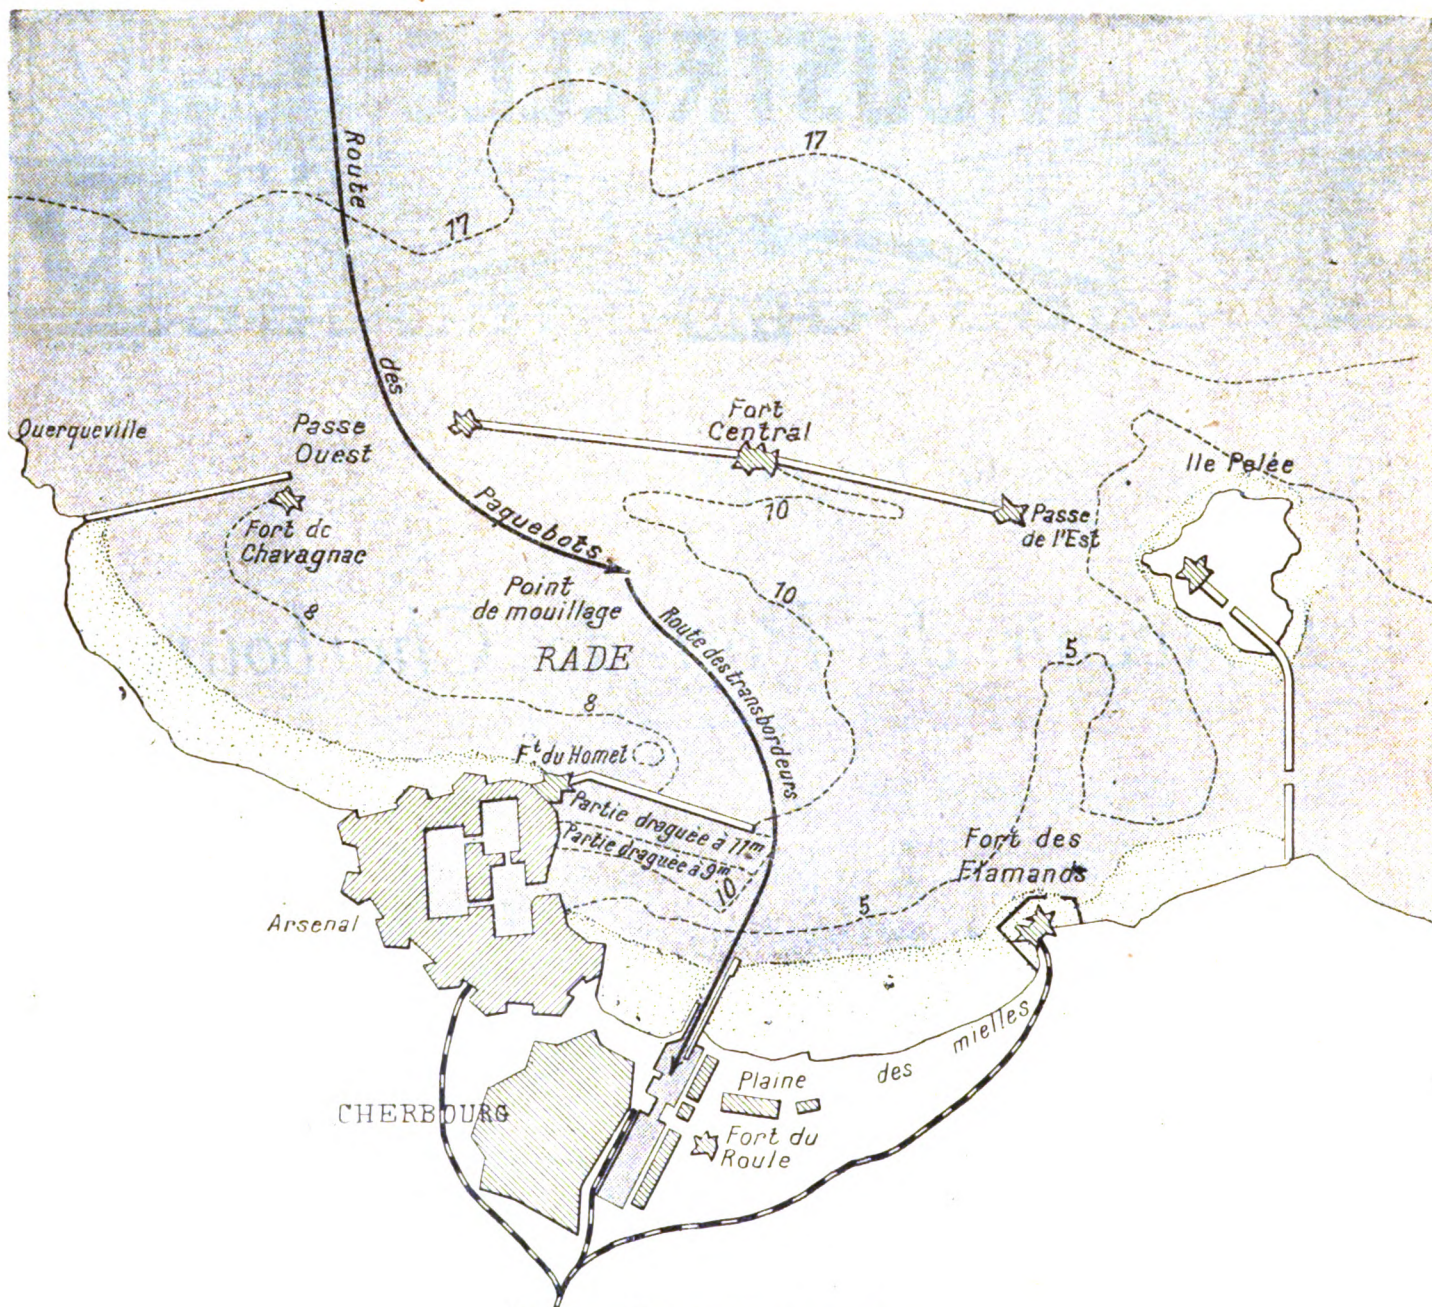 17
Route
17
des
Fort
Central
Querqueville
Passe
Ouest
Ile Pelée
Paquebots
10
Passe
de l'Est
Fort de
Chavagnac
Point
de mouillage
10
8
Route des transbordeurs
RADE
5
8
Ft du Homet
Partie draguée à 11m
Partie draguée à 9m
10
Fort des
Flamands
5
Arsenal
des mielles
Plaine
CHERBOURG
Fort du
Roule